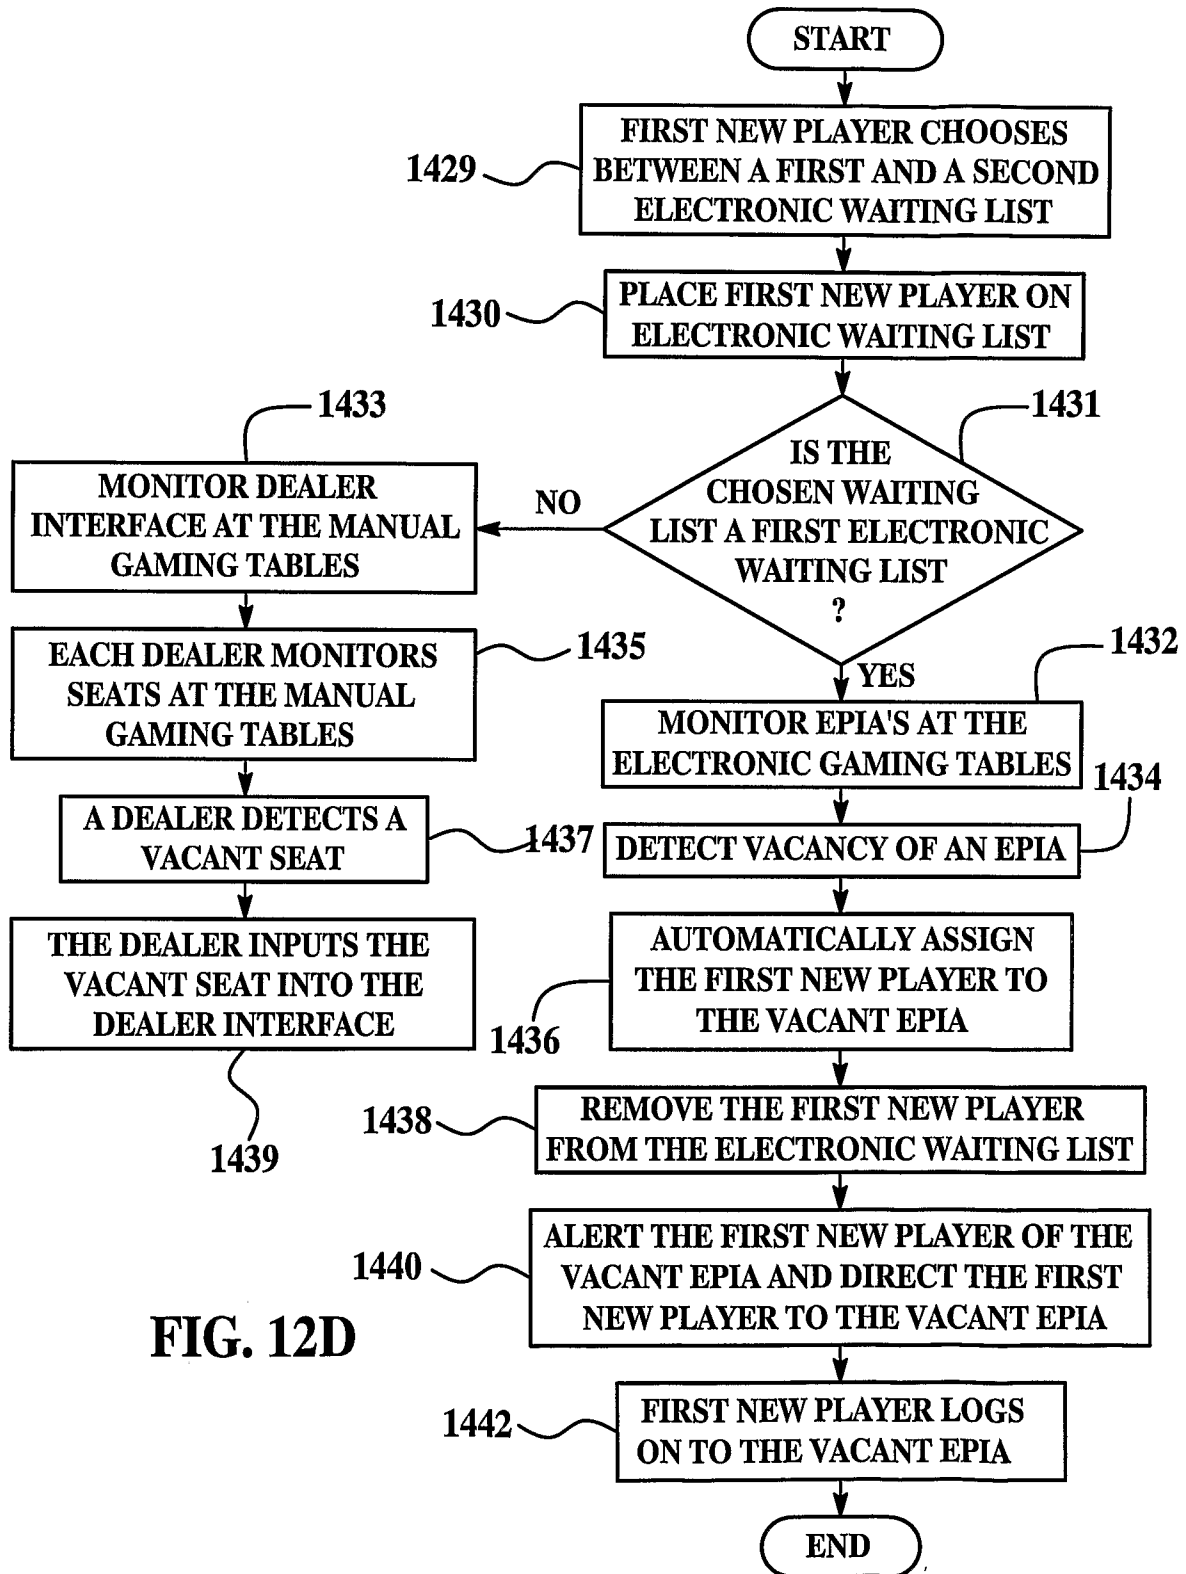 START
FIRST NEW PLAYER CHOOSES
BETWEEN A FIRST AND A SECOND
ELECTRONIC WAITING LIST
1429
PLACE FIRST NEW PLAYER ON
ELECTRONIC WAITING LIST
1430
1431
IS THE
CHOSEN WAITING
LIST A FIRST ELECTRONIC
WAITING LIST
?
NO
1433
MONITOR DEALER
INTERFACE AT THE MANUAL
GAMING TABLES
EACH DEALER MONITORS
SEATS AT THE MANUAL
GAMING TABLES
1435
A DEALER DETECTS A
VACANT SEAT
1437
THE DEALER INPUTS THE
VACANT SEAT INTO THE
DEALER INTERFACE
1439
YES
1432
MONITOR EPIA'S AT THE
ELECTRONIC GAMING TABLES
1434
DETECT VACANCY OF AN EPIA
AUTOMATICALLY ASSIGN
THE FIRST NEW PLAYER TO
THE VACANT EPIA
1436
REMOVE THE FIRST NEW PLAYER
FROM THE ELECTRONIC WAITING LIST
1438
ALERT THE FIRST NEW PLAYER OF THE
VACANT EPIA AND DIRECT THE FIRST
NEW PLAYER TO THE VACANT EPIA
1440
FIRST NEW PLAYER LOGS
ON TO THE VACANT EPIA
1442
END
FIG. 12D